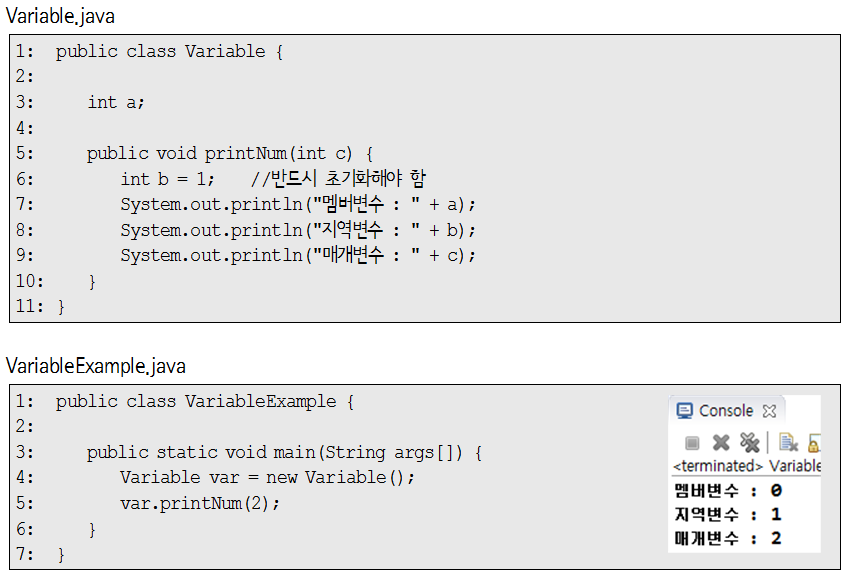 Variable.java
1: public class Variable {
2:
3: int a;
4:
5: public void printNum(int c) {
6: int b = 1; //반드시 초기화해야 함
7: System.out.println("멤버변수 : " + a);
8: System.out.println("지역변수 : " + b);
9: System.out.println("매개변수 : " + c);
10: }
11: }
VariableExample.java
1: public class VariableExample {
2:
3: public static void main(String args[]) {
4: Variable var = new Variable();
5: var.printNum(2);
6: }
7: }
Console
<terminated> Variable
멤버변수 : 0
지역변수 : 1
매개변수 : 2